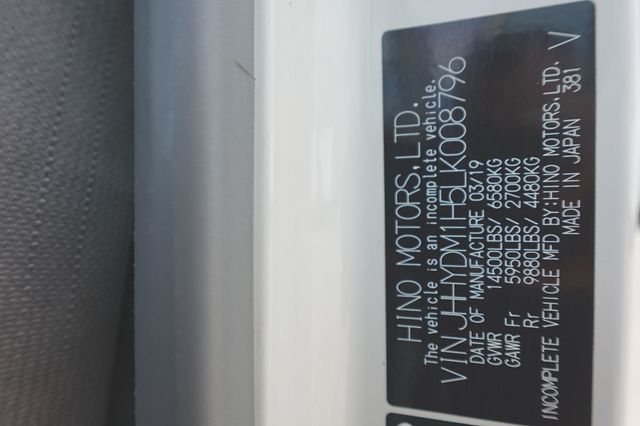 HINO MOTORS, LTD.
The vehicle is an incomplete vehicle.
VIN JHHYDM1H5LK008796
DATE OF MANUFACTURE 03/19
GVWR 14500LBS/ 6580KG
GAWR Fr 5950LBS/ 2700KG
Rr 9880LBS/ 4480KG
INCOMPLETE VEHICLE MFD BY:HINO MOTORS,LTD. V
MADE IN JAPAN 381